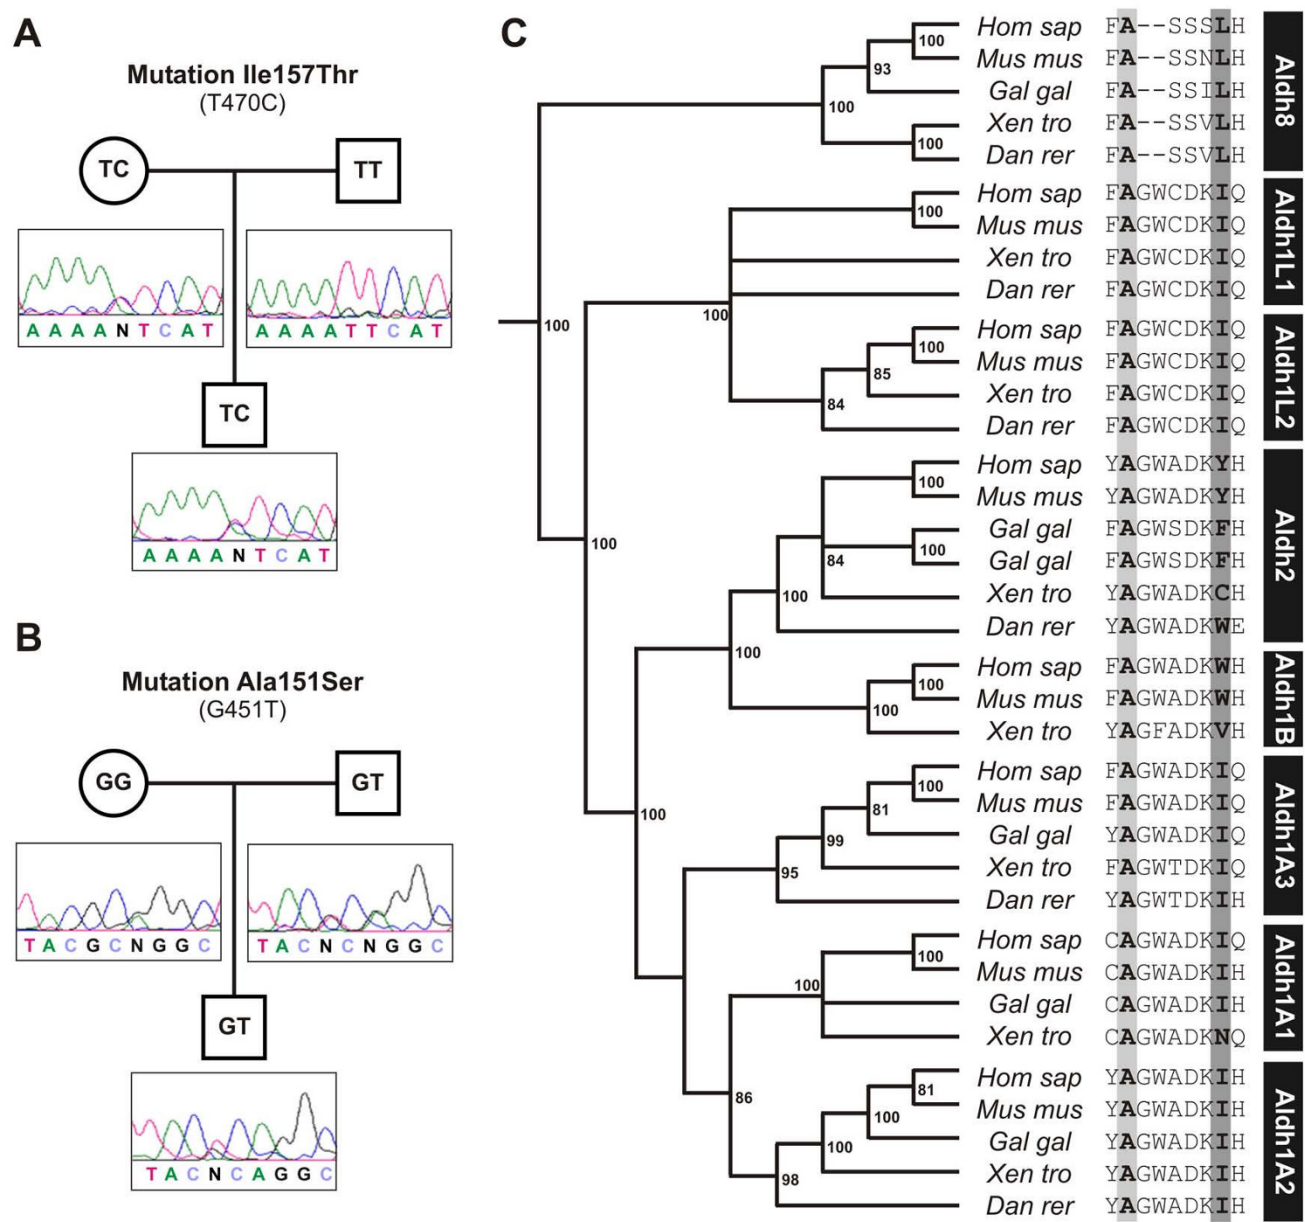 A
Mutation Ile157Thr
(T470C)
TC
TT
A A A A N T C A T
A A A A T T C A T
TC
A A A A N T C A T
B
Mutation Ala151Ser
(G451T)
GG
GT
T A C G C N G G C
T A C N C N G G C
GT
T A C N C A G G C
C
Hom sap FA--SSSLH
Mus mus FA--SSNLH
Gal gal FA--SSILH
Xen tro FA--SSVLH
Dan rer FA--SSVLH
Aldh8
Hom sap FAGWCDKIQ
Mus mus FAGWCDKIQ
Xen tro FAGWCDKIQ
Dan rer FAGWCDKIQ
Aldh1L1
Hom sap FAGWCDKIQ
Mus mus FAGWCDKIQ
Xen tro FAGWCDKIQ
Dan rer FAGWCDKIQ
Aldh1L2
Hom sap YAGWADKYH
Mus mus YAGWADKYH
Gal gal FAGWSDKFH
Gal gal FAGWSDKFH
Xen tro YAGWADKCH
Dan rer YAGWADKWE
Aldh2
Hom sap FAGWADKWH
Mus mus FAGWADKWH
Xen tro YAGFADKVH
Aldh1B
Hom sap FAGWADKIQ
Mus mus FAGWADKIQ
Gal gal YAGWADKIQ
Xen tro FAGWTDKIQ
Dan rer YAGWTDKIH
Aldh1A3
Hom sap CAGWADKIQ
Mus mus CAGWADKIH
Gal gal CAGWADKIH
Xen tro CAGWADKNQ
Aldh1A1
Hom sap YAGWADKIH
Mus mus YAGWADKIH
Gal gal YAGWADKIH
Xen tro YAGWADKIH
Dan rer YAGWADKIH
Aldh1A2
100
93
100
100
100
100
100
100
85
84
100
100
100
84
100
100
100
100
100
100
81
99
95
100
100
86
81
100
100
98